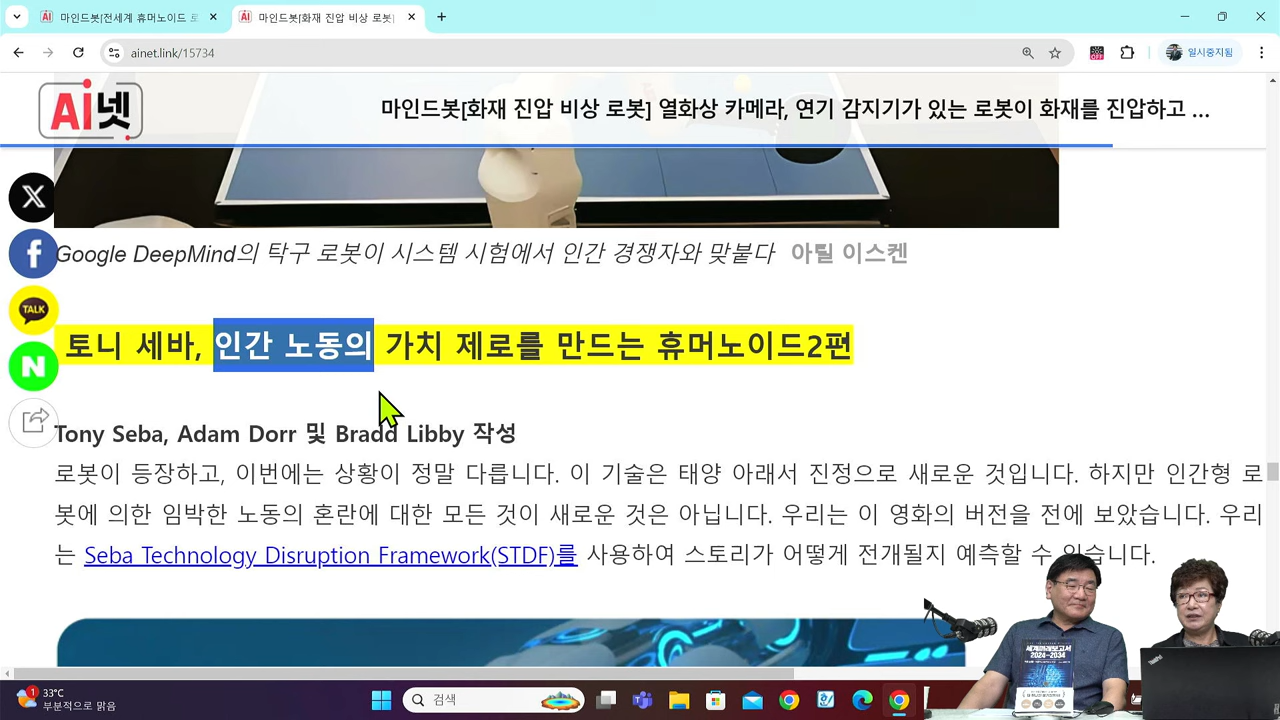 마인드봇[전세계 휴머노이드 로
마인드봇[화재 진압 비상 로봇]
ainet.link/15734
OFF
일시중지됨
Ai넷
마인드봇[화재 진압 비상 로봇] 열화상 카메라, 연기 감지기가 있는 로봇이 화재를 진압하고 ...
Google DeepMind의 탁구 로봇이 시스템 시험에서 인간 경쟁자와 맞붙다 아틸 이스켄
TALK
N
토니 세바, 인간 노동의 가치 제로를 만드는 휴머노이드2편
Tony Seba, Adam Dorr 및 Bradd Libby 작성
로봇이 등장하고, 이번에는 상황이 정말 다릅니다. 이 기술은 태양 아래서 진정으로 새로운 것입니다. 하지만 인간형 로
봇에 의한 임박한 노동의 혼란에 대한 모든 것이 새로운 것은 아닙니다. 우리는 이 영화의 버전을 전에 보았습니다. 우리
는 Seba Technology Disruption Framework(STDF)를 사용하여 스토리가 어떻게 전개될지 예측할 수 있습니다.
세계미래보고서
2024-2034
ThinkPad
1
33°C
부분적으로 맑음
검색